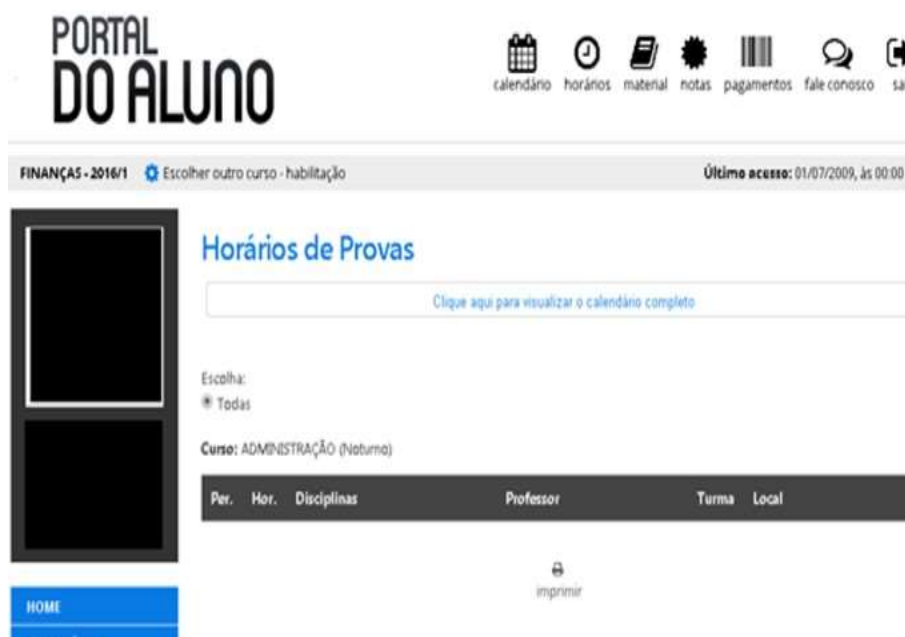 PORTAL
DO ALUNO
calendário horários material notas pagamentos fale conosco
FINANÇAS - 2016/1 Escolher outro curso - habilitação Último acesso: 01/07/2009, às 00:00
Horários de Provas
Clique aqui para visualizar o calendário completo
Escolha:
Todas
Curso: ADMINISTRAÇÃO (Noturno)
Per. Hor. Disciplinas Professor Turma Local
imprimir
HOME